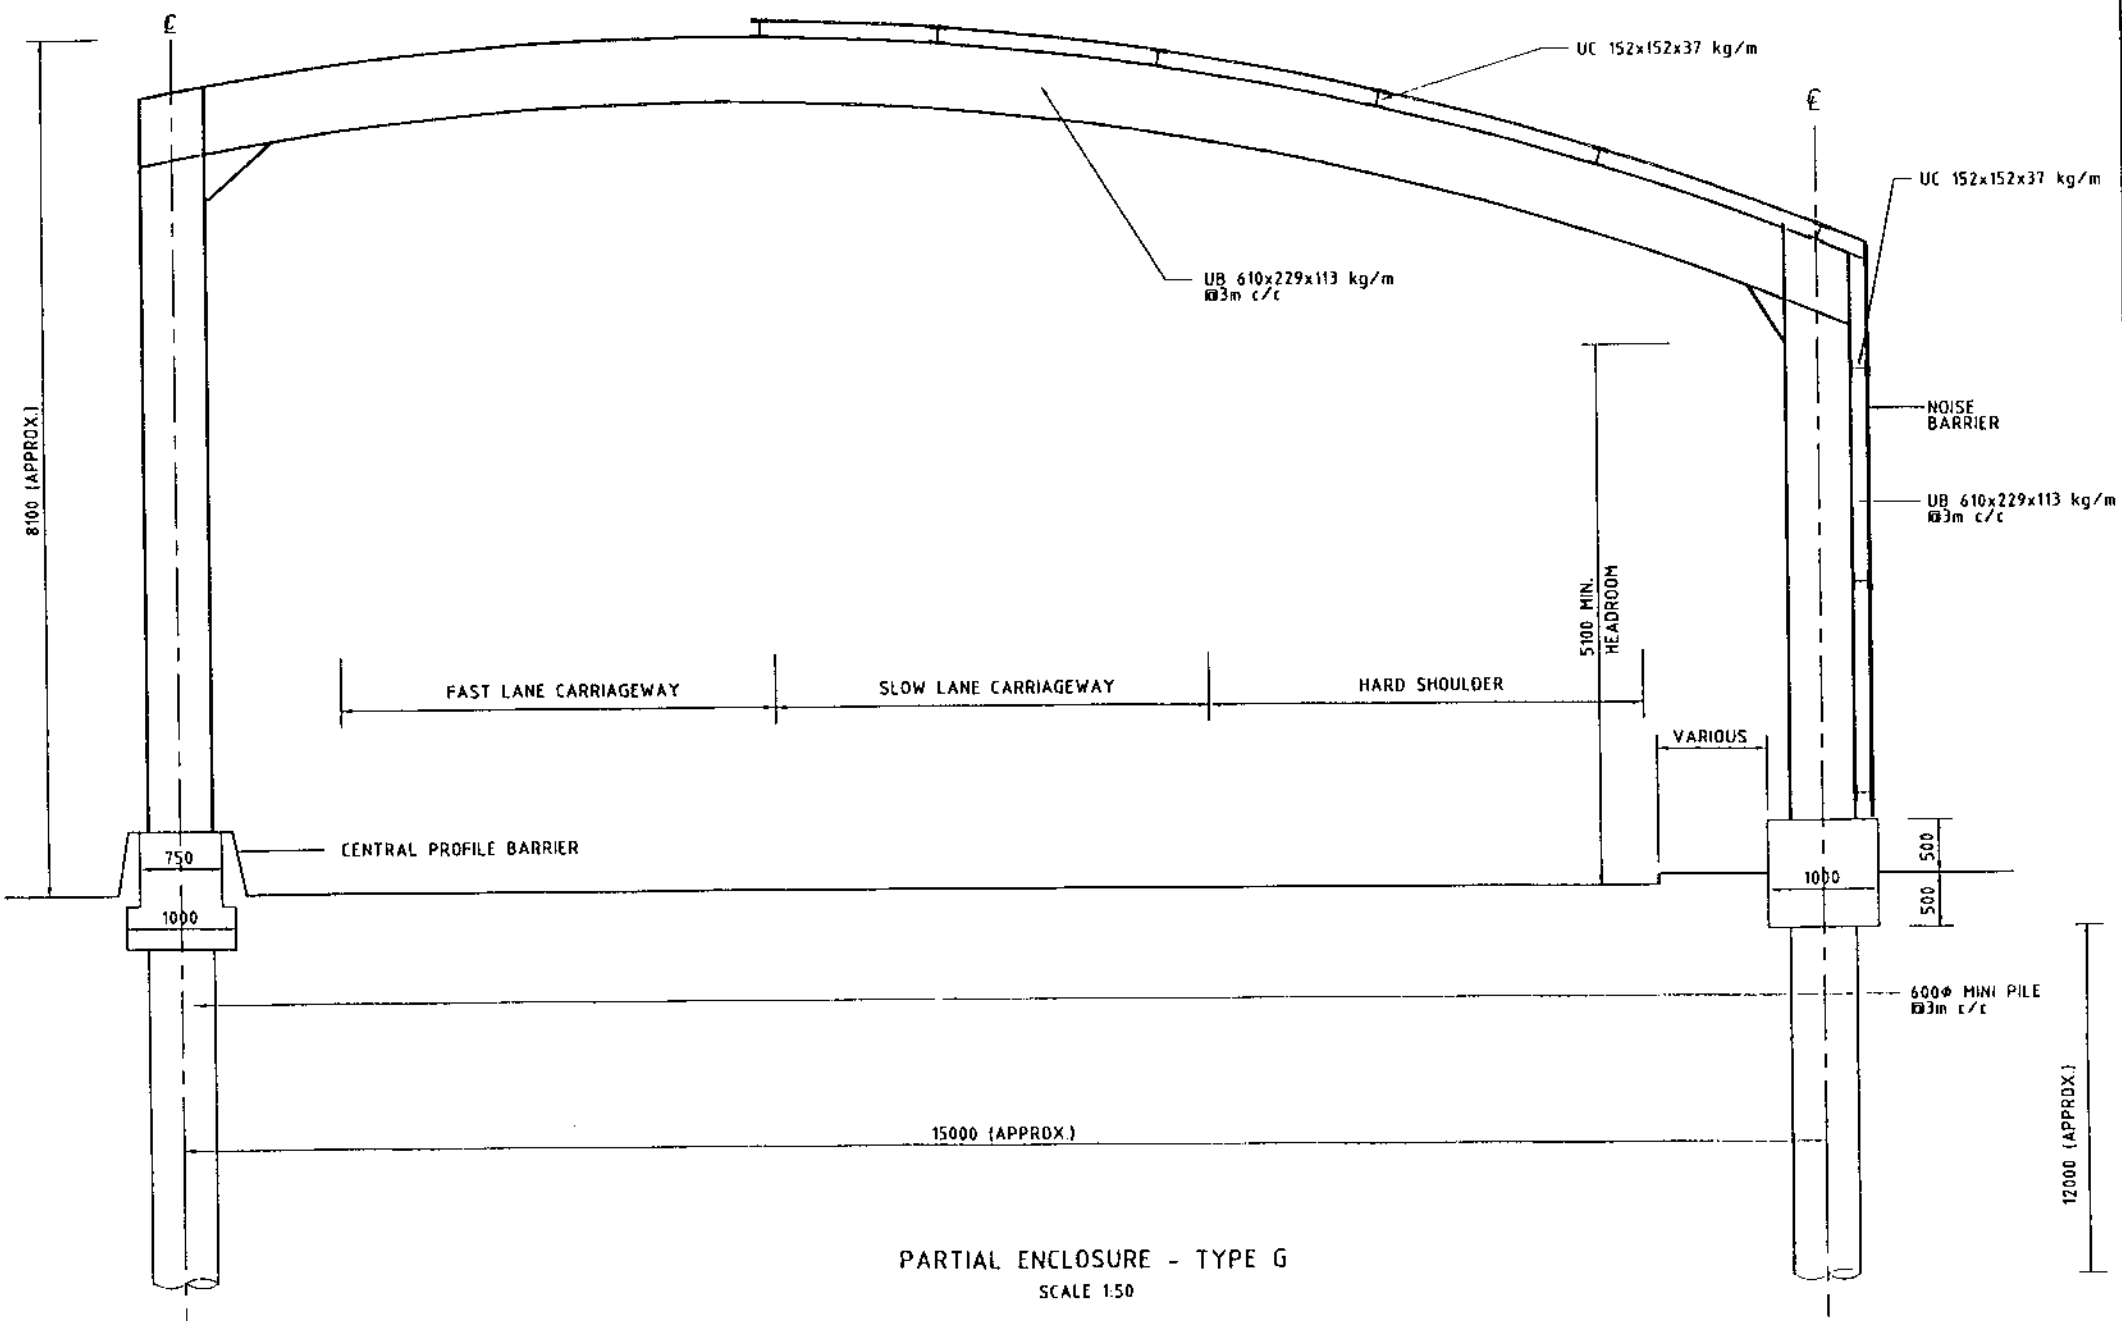 ℄
UC 152x152x37 kg/m
℄
UC 152x152x37 kg/m
UB 610x229x113 kg/m
@3m c/c
8100 (APPROX.)
NOISE
BARRIER
UB 610x229x113 kg/m
@3m c/c
5100 MIN.
HEADROOM
FAST LANE CARRIAGEWAY
SLOW LANE CARRIAGEWAY
HARD SHOULDER
VARIOUS
CENTRAL PROFILE BARRIER
750
500
1000
500
1000
600Φ MINI PILE
@3m c/c
15000 (APPROX.)
12000 (APPROX.)
PARTIAL ENCLOSURE - TYPE G
SCALE 1:50